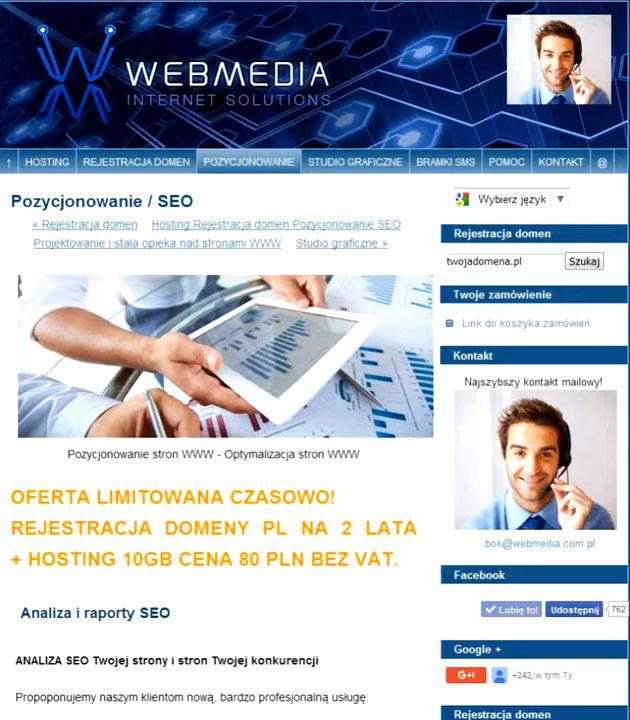 WEBMEDIA
INTERNET SOLUTIONS
↑ HOSTING REJESTRACJA DOMEN POZYCJONOWANIE STUDIO GRAFICZNE BRAMKI SMS POMOC KONTAKT @
Pozycjonowanie / SEO
« Rejestracja domen Hosting Rejestracja domen Pozycjonowanie SEO
Projektowanie i stała opieka nad stronami WWW Studio graficzne »
Pozycjonowanie stron WWW - Optymalizacja stron WWW
OFERTA LIMITOWANA CZASOWO!
REJESTRACJA DOMENY PL NA 2 LATA
+ HOSTING 10GB CENA 80 PLN BEZ VAT.
Analiza i raporty SEO
ANALIZA SEO Twojej strony i stron Twojej konkurencji
Propoponujemy naszym klientom nową, bardzo profesjonalną usługę:
Wybierz język ▼
Rejestracja domen
twojadomena.pl Szukaj
Twoje zamówienie
Link do koszyka zamówień
Kontakt
Najszybszy kontakt mailowy!
bok@webmedia.com.pl
Facebook
Lubię to! Udostępnij 762
Google +
G+1 +242, w tym Ty
Rejestracja domen